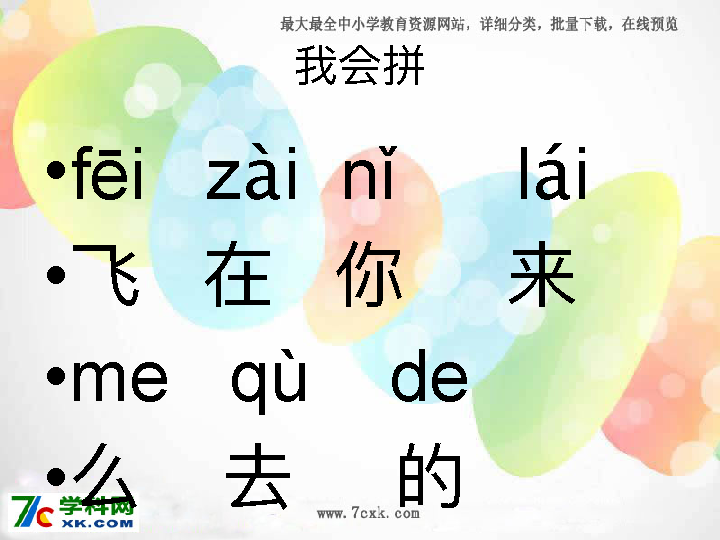 最大最全中小学教育资源网站，详细分类，批量下载，在线预览
我会拼
•fēi zài nǐ lái
•飞 在 你 来
•me qù de
•么 去 的
7c 学科网
XK.COM
www.7cxk.com